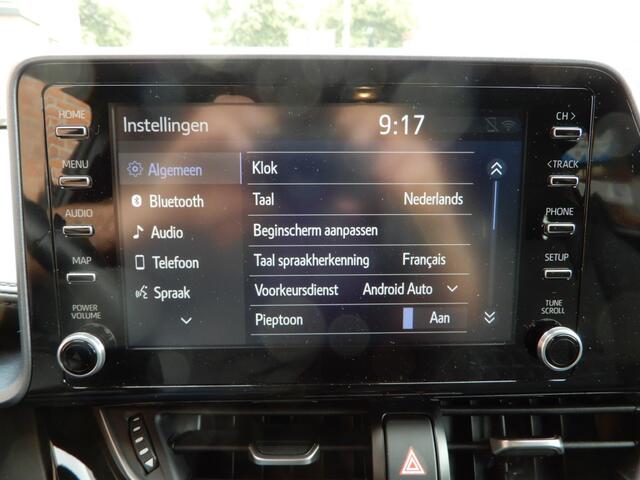 Instellingen 9:17
HOME
MENU
AUDIO
MAP
POWER
VOLUME
Algemeen
Bluetooth
Audio
Telefoon
Spraak
Klok
Taal Nederlands
Beginscherm aanpassen
Taal spraakherkenning Français
Voorkeursdienst Android Auto
Pieptoon Aan
CH >
< TRACK
PHONE
SETUP
TUNE
SCROLL